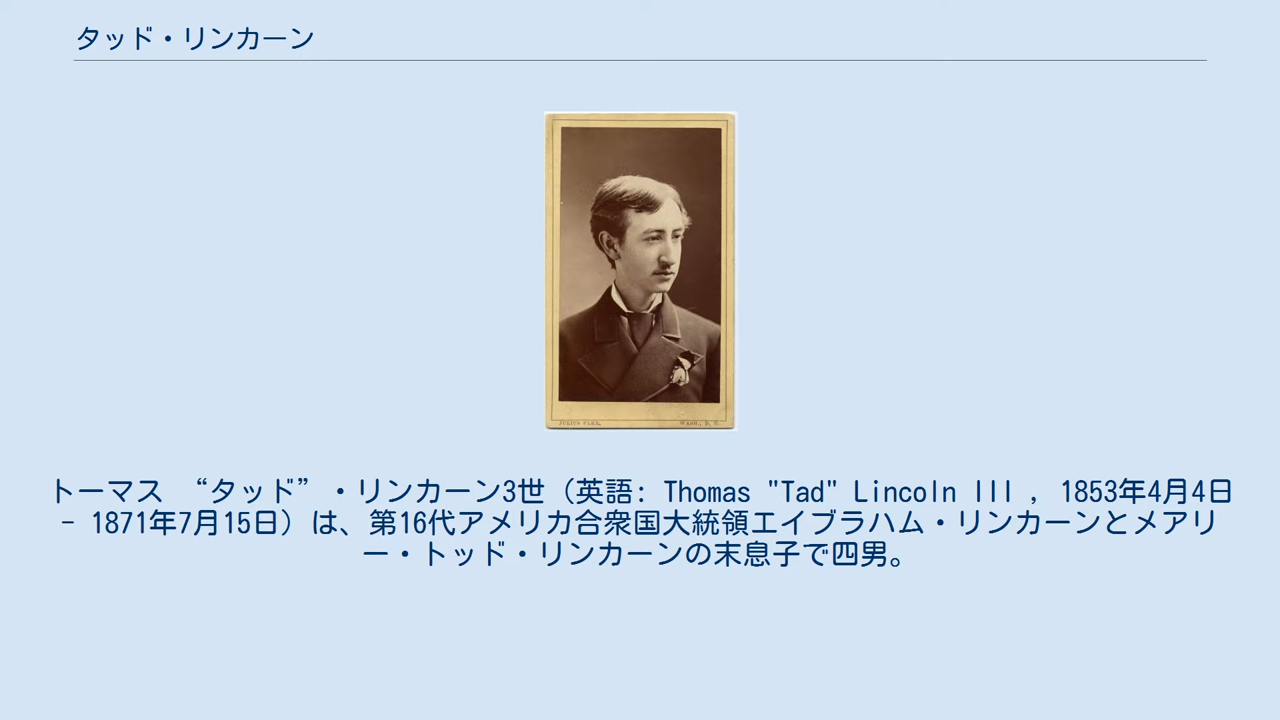 タッド・リンカーン
JULIUS ULKE, WASH., D. C.
トーマス “タッド”・リンカーン3世（英語: Thomas "Tad" Lincoln III , 1853年4月4日
- 1871年7月15日）は、第16代アメリカ合衆国大統領エイブラハム・リンカーンとメアリ
ー・トッド・リンカーンの末息子で四男。